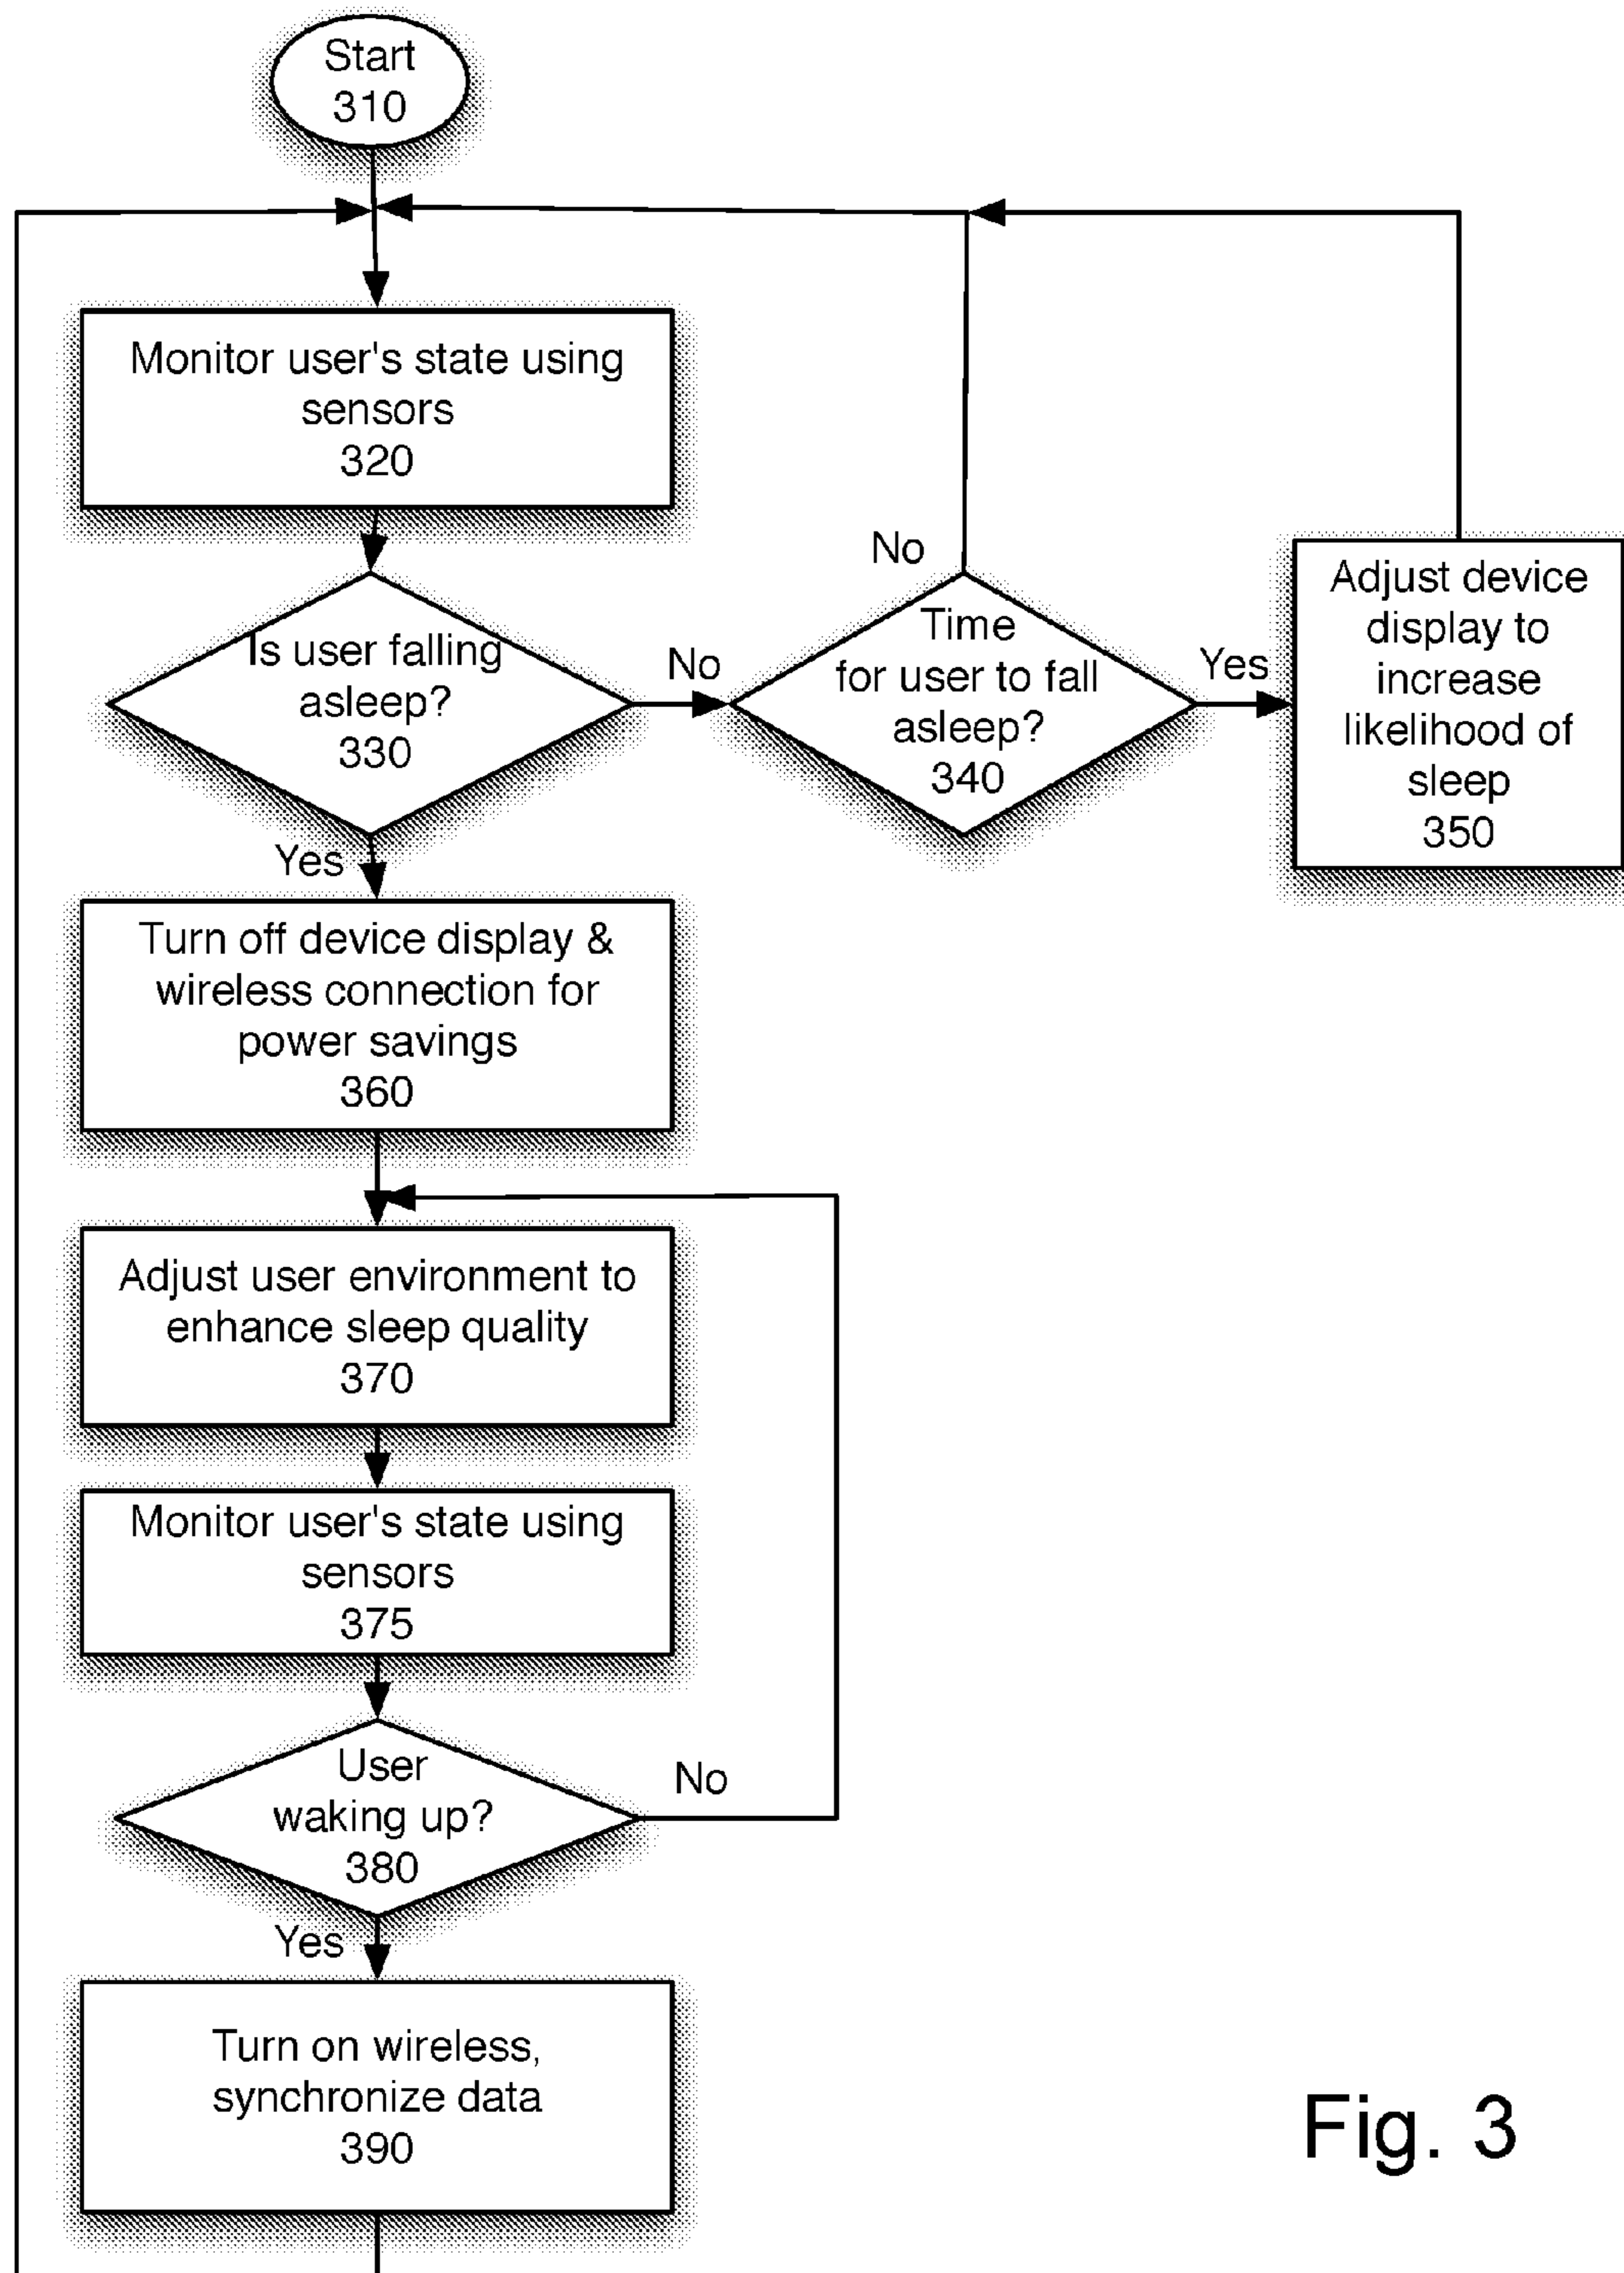 Start
310
Monitor user's state using
sensors
320
Is user falling
asleep?
330
No
Time
for user to fall
asleep?
340
No
Yes
Adjust device
display to
increase
likelihood of
sleep
350
Yes
Turn off device display &
wireless connection for
power savings
360
Adjust user environment to
enhance sleep quality
370
Monitor user's state using
sensors
375
User
waking up?
380
No
Yes
Turn on wireless,
synchronize data
390
Fig. 3